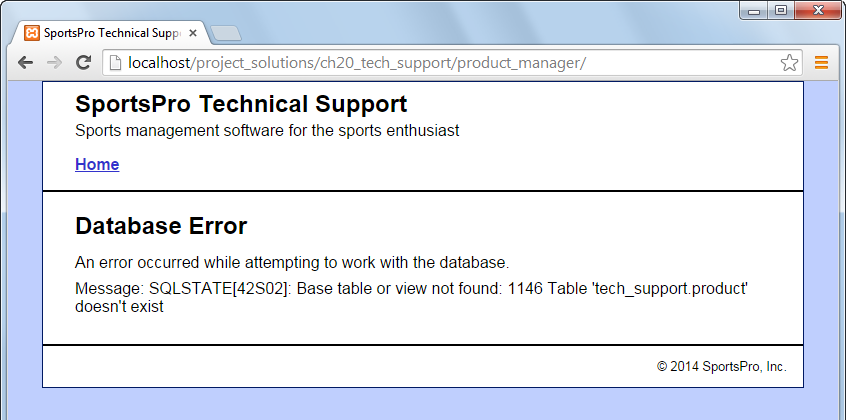 SportsPro Technical Supp
localhost/project_solutions/ch20_tech_support/product_manager/
SportsPro Technical Support
Sports management software for the sports enthusiast
Home
Database Error
An error occurred while attempting to work with the database.
Message: SQLSTATE[42S02]: Base table or view not found: 1146 Table 'tech_support.product'
doesn't exist
© 2014 SportsPro, Inc.